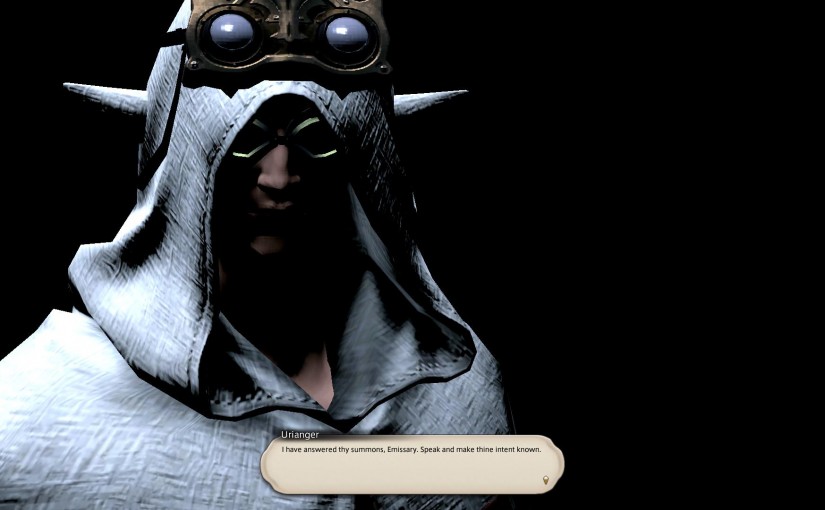 Urianger
I have answered thy summons, Emissary. Speak and make thine intent known.